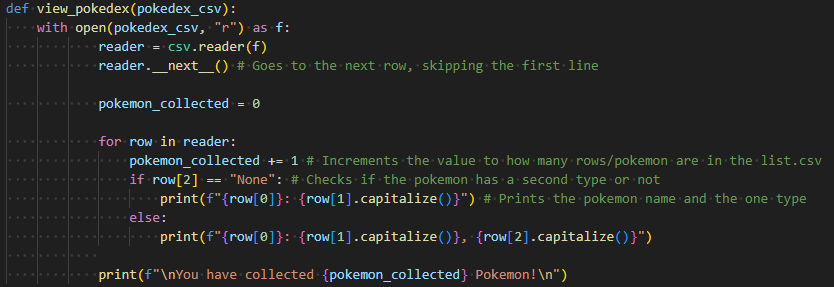 def view_pokedex(pokedex_csv):
    with open(pokedex_csv, "r") as f:
        reader = csv.reader(f)
        reader.__next__() # Goes to the next row, skipping the first line

        pokemon_collected = 0

        for row in reader:
            pokemon_collected += 1 # Increments the value to how many rows/pokemon are in the list.csv
            if row[2] == "None": # Checks if the pokemon has a second type or not
                print(f"{row[0]}: {row[1].capitalize()}") # Prints the pokemon name and the one type
            else:
                print(f"{row[0]}: {row[1].capitalize()}, {row[2].capitalize()}")

        print(f"\nYou have collected {pokemon_collected} Pokemon!\n")